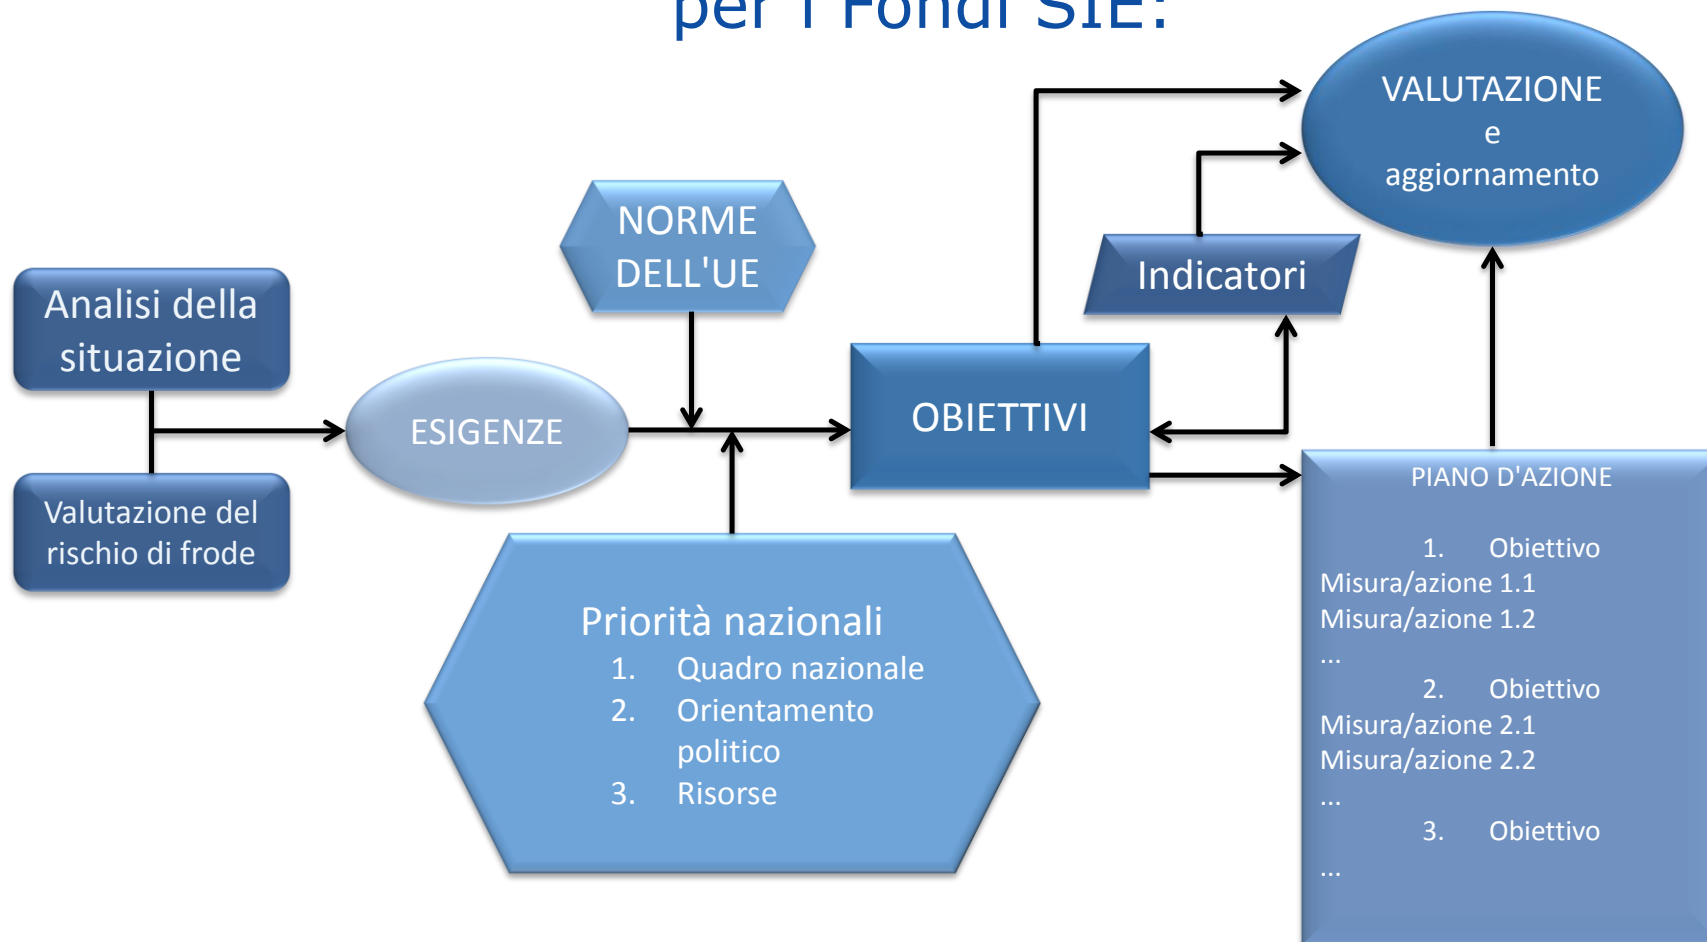 per i Fondi SIE:
VALUTAZIONE
e
aggiornamento
NORME
DELL'UE
Indicatori
Analisi della
situazione
ESIGENZE
OBIETTIVI
Valutazione del
rischio di frode
PIANO D'AZIONE
1. Obiettivo
Misura/azione 1.1
Misura/azione 1.2
...
2. Obiettivo
Misura/azione 2.1
Misura/azione 2.2
...
3. Obiettivo
...
Priorità nazionali
1. Quadro nazionale
2. Orientamento
politico
3. Risorse